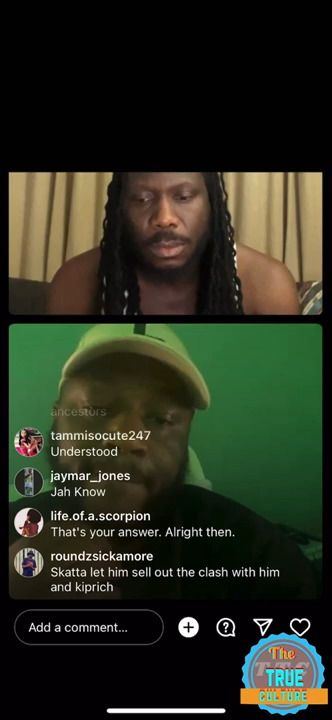 ancestors
tammisocute247
Understood
jaymar_jones
Jah Know
life.of.a.scorpion
That's your answer. Alright then.
roundzsickamore
Skatta let him sell out the clash with him
and kiprich
Add a comment...
The
TRUE
CULTURE